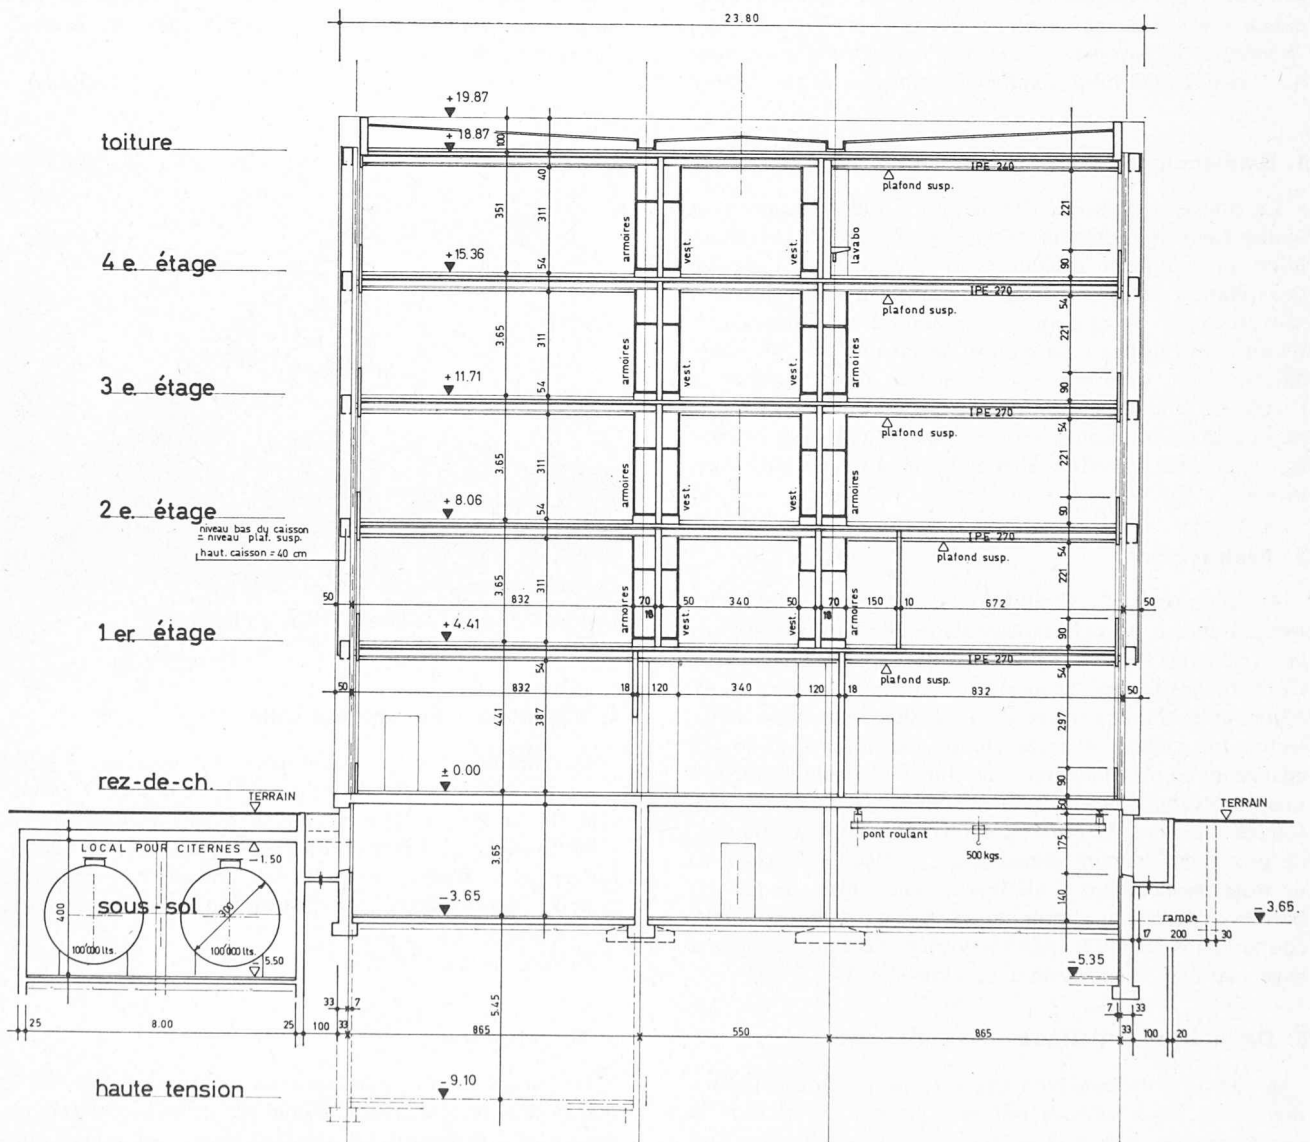 23.80
+19.87
toiture
+18.87
100
IPE 240
plafond susp.
40
351
311
221
armoires
vest.
vest.
lavabo
4 e. étage
+15.36
54
90
IPE 270
plafond susp.
54
3.65
311
221
armoires
vest.
vest.
armoires
3 e. étage
+11.71
54
90
IPE 270
plafond susp.
54
3.65
311
221
armoires
vest.
vest.
armoires
2 e. étage
+ 8.06
54
90
niveau bas du caisson
= niveau plaf. susp.
haut. caisson = 40 cm
IPE 270
plafond susp.
54
3.65
311
221
50
832
70
18
50
340
50
18
70
150
10
672
50
armoires
vest.
vest.
armoires
1 er. étage
+ 4.41
90
IPE 270
plafond susp.
54
54
50
832
18
120
340
120
18
832
50
4.41
387
297
rez-de-ch.
± 0.00
90
TERRAIN
50
TERRAIN
pont roulant
500 kgs.
LOCAL POUR CITERNES
-1.50
3.65
175
sous-sol
400
300
-3.65
140
-3.65.
rampe
100'000 lts.
100'000 lts.
-5.50
17
200
30
-5.35
5.45
33
7
7
33
25
8.00
25
100
33
865
550
865
33
100
20
haute tension
-9.10